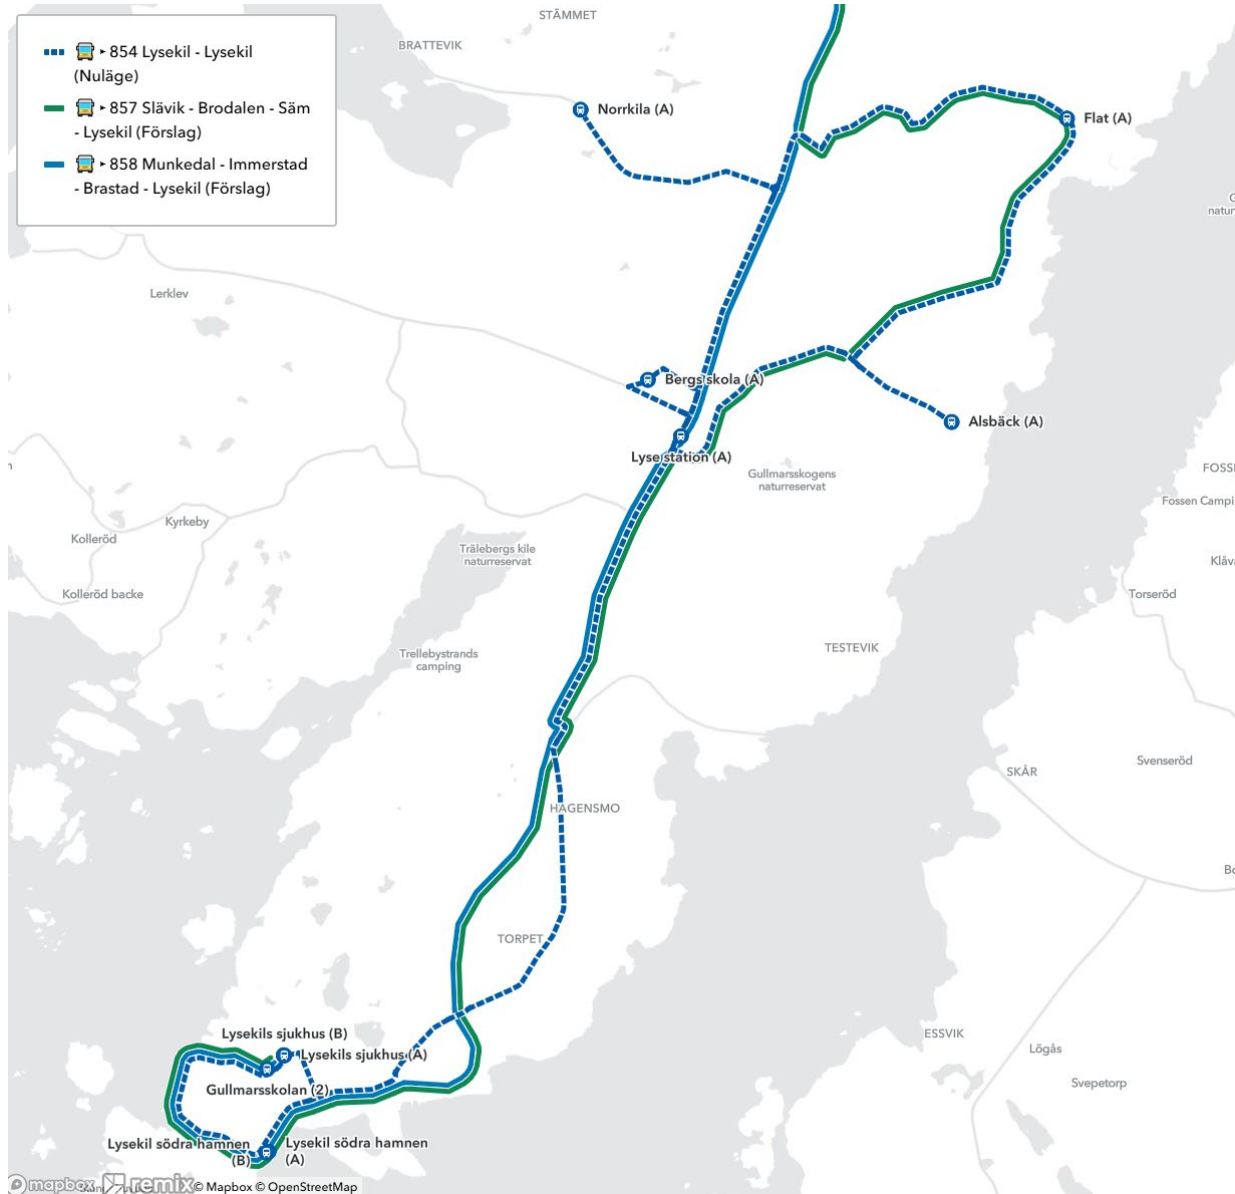 STÄMMET
BRATTEVIK
854 Lysekil - Lysekil
(Nuläge)
857 Slävik - Brodalen - Säm
- Lysekil (Förslag)
858 Munkedal - Immerstad
- Brastad - Lysekil (Förslag)
Norrkila (A)
Flat (A)
Lerklev
Bergs skola (A)
Alsbäck (A)
Lyse station (A)
Gullmarsskogens
naturreservat
Fossen Campi
Kyrkeby
Kolleröd
Trälebergs kile
naturreservat
Kolleröd backe
Torseröd
Trellebystrands
camping
TESTEVIK
SKÅR
Svenseröd
HAGENSMO
TORPET
ESSVIK
Lysekils sjukhus (B)
Lysekils sjukhus (A)
Lögås
Gullmarsskolan (2)
Svepetorp
Lysekil södra hamnen
(B)
Lysekil södra hamnen
(A)
mapbox
remix
© Mapbox © OpenStreetMap